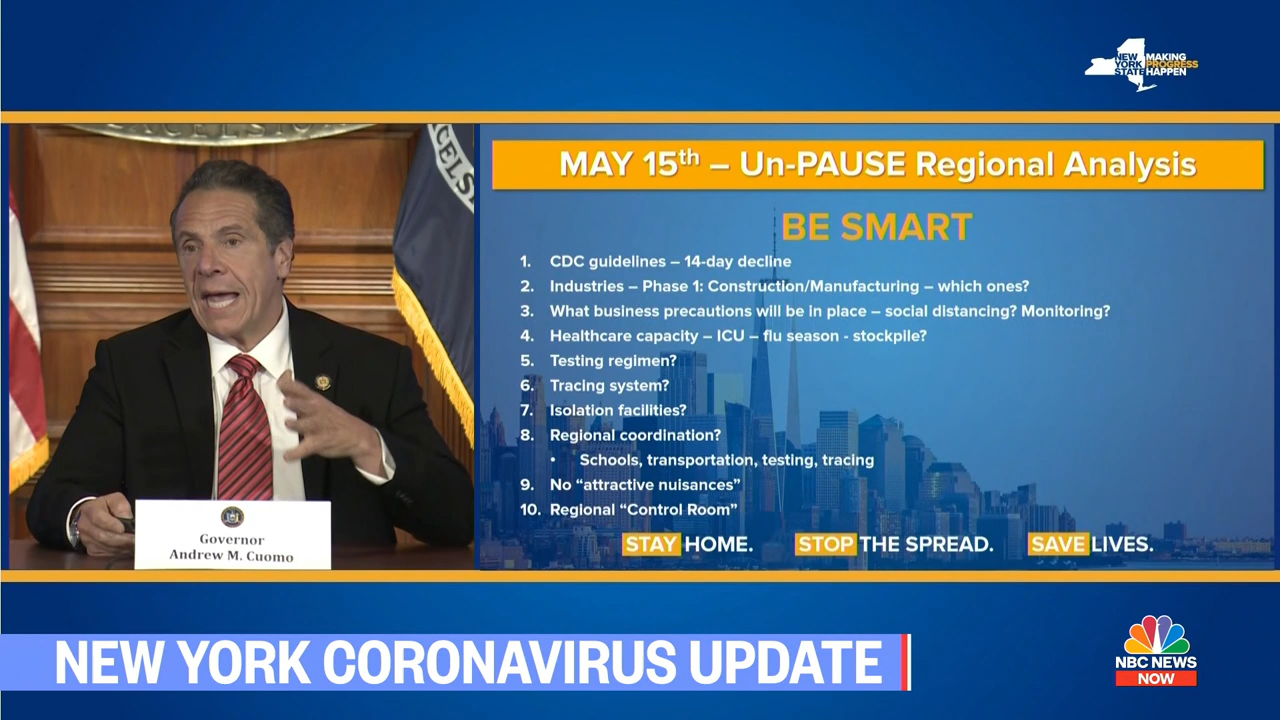 NEW
YORK
STATE
MAKING
PROGRESS
HAPPEN
EXCELSIOR
MAY 15th – Un-PAUSE Regional Analysis
BE SMART
1. CDC guidelines – 14-day decline
2. Industries – Phase 1: Construction/Manufacturing – which ones?
3. What business precautions will be in place – social distancing? Monitoring?
4. Healthcare capacity – ICU – flu season - stockpile?
5. Testing regimen?
6. Tracing system?
7. Isolation facilities?
8. Regional coordination?
• Schools, transportation, testing, tracing
9. No “attractive nuisances”
10. Regional “Control Room”
STAY HOME. STOP THE SPREAD. SAVE LIVES.
Governor
Andrew M. Cuomo
NEW YORK CORONAVIRUS UPDATE
NBC NEWS
NOW